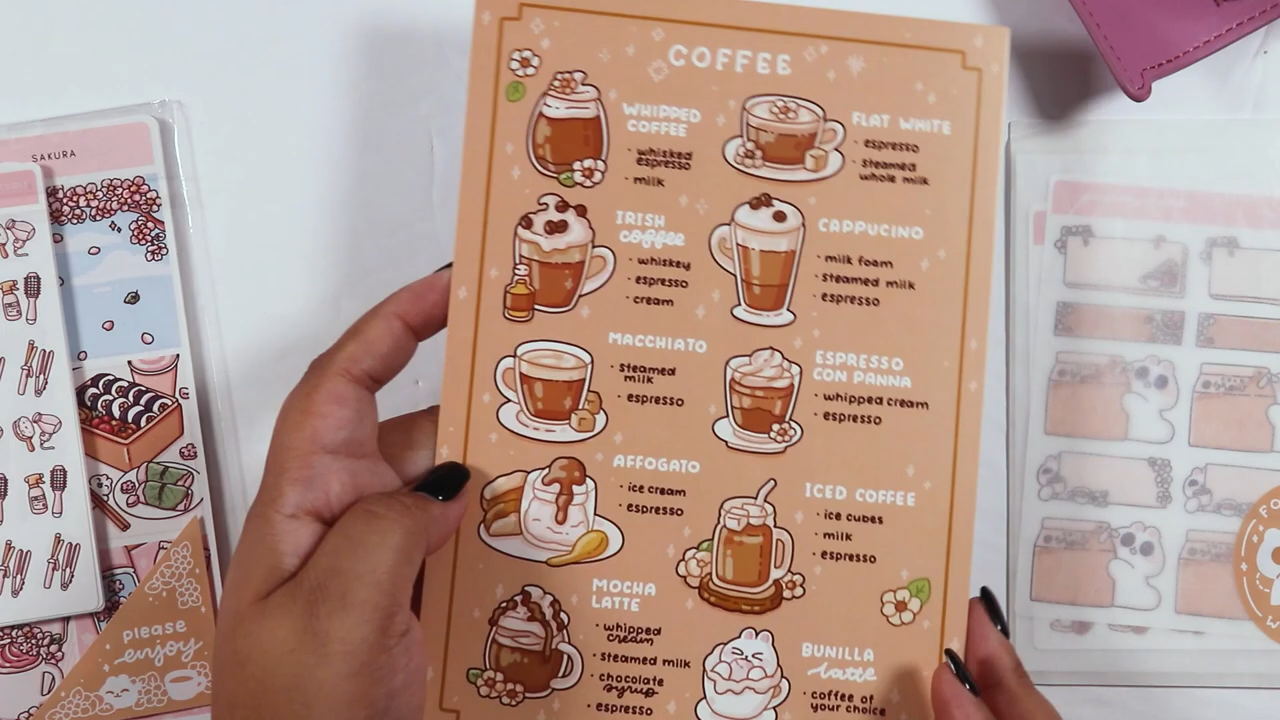 COFFEE
WHIPPED
COFFEE
• whisked
espresso
• milk
FLAT WHITE
• espresso
• steamed
whole milk
IRISH
coffee
• whiskey
• espresso
• cream
CAPPUCINO
• milk foam
• steamed milk
• espresso
MACCHIATO
• steamed
milk
• espresso
ESPRESSO
CON PANNA
• whipped cream
• espresso
AFFOGATO
• ice cream
• espresso
ICED COFFEE
• ice cubes
• milk
• espresso
MOCHA
LATTE
• whipped
cream
• steamed milk
• chocolate
syrup
• espresso
BUNILLA
latte
• coffee of
your choice
SAKURA
please
enjoy